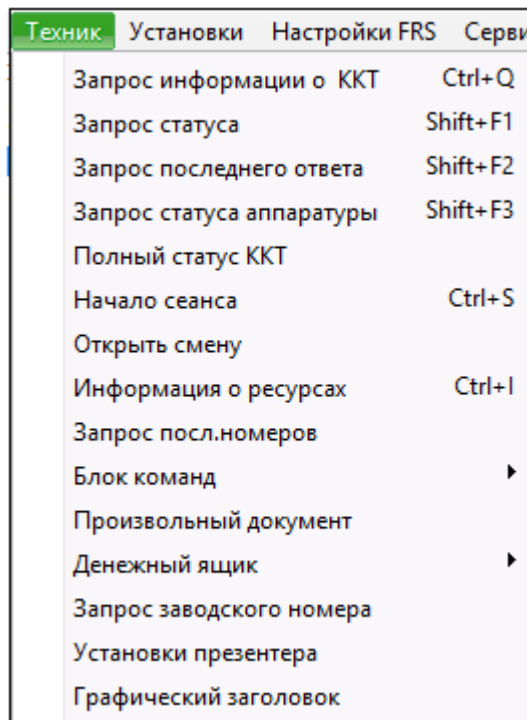 Техник Установки Настройки FRS Серви
Запрос информации о ККТ Ctrl+Q
Запрос статуса Shift+F1
Запрос последнего ответа Shift+F2
Запрос статуса аппаратуры Shift+F3
Полный статус ККТ
Начало сеанса Ctrl+S
Открыть смену
Информация о ресурсах Ctrl+I
Запрос посл.номеров
Блок команд
Произвольный документ
Денежный ящик
Запрос заводского номера
Установки презентера
Графический заголовок